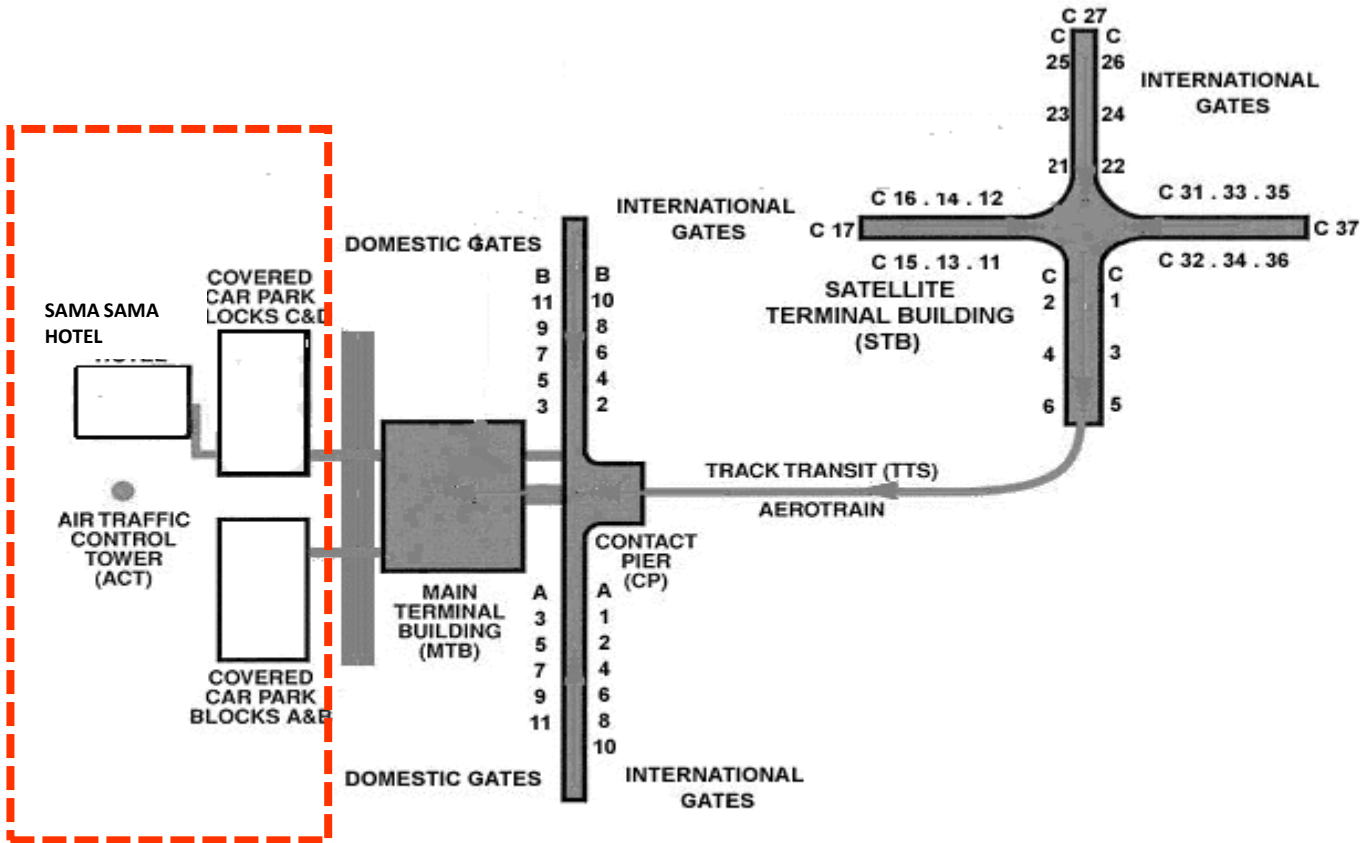 SAMA SAMA
HOTEL
COVERED
CAR PARK
LOCKS C&D
AIR TRAFFIC
CONTROL
TOWER
(ACT)
COVERED
CAR PARK
BLOCKS A&B
DOMESTIC GATES
B
11
9
7
5
3
B
10
8
6
4
2
INTERNATIONAL
GATES
MAIN
TERMINAL
BUILDING
(MTB)
CONTACT
PIER
(CP)
A
3
5
7
9
11
A
1
2
4
6
8
10
DOMESTIC GATES
INTERNATIONAL
GATES
TRACK TRANSIT (TTS)
AEROTRAIN
C 27
C
25
23
21
C
26
24
22
INTERNATIONAL
GATES
C 16 . 14 . 12
C 17
C 15 . 13 . 11
C 31 . 33 . 35
C 37
C 32 . 34 . 36
SATELLITE
TERMINAL BUILDING
(STB)
C
2
4
6
C
1
3
5